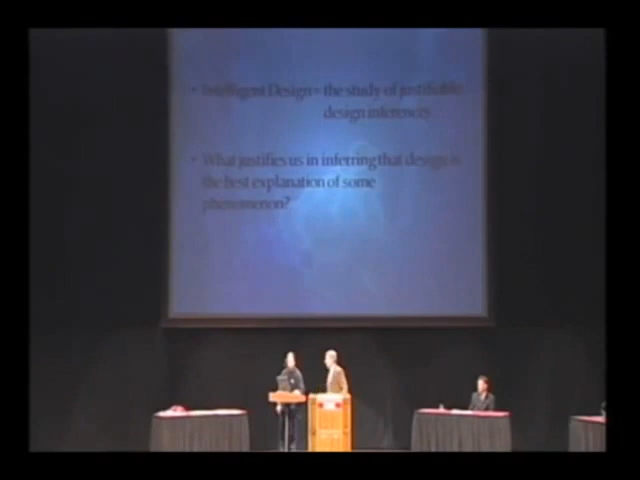 • Intelligent Design = the study of justifiable
design inferences
• What justifies us in inferring that design is
the best explanation of some
phenomenon?